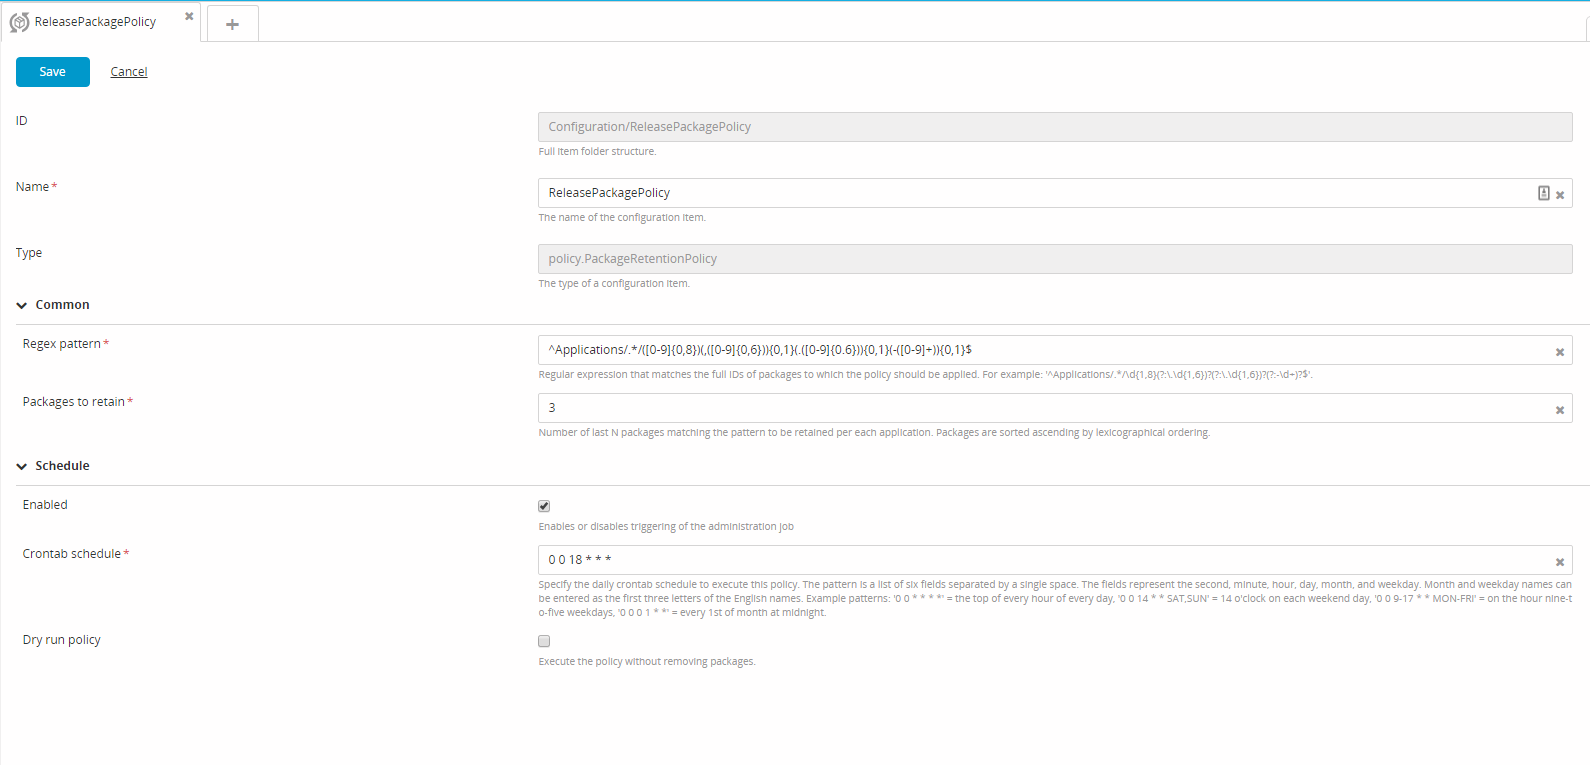 ReleasePackagePolicy
Save Cancel
ID
Configuration/ReleasePackagePolicy
Full item folder structure.
Name*
ReleasePackagePolicy
The name of the configuration item.
Type
policy.PackageRetentionPolicy
The type of a configuration item.
Common
Regex pattern*
^Applications/.*/([0-9]{0,8})(,([0-9]{0,6})){0,1}(.([0-9]{0.6})){0,1}(-([0-9]+)){0,1}$
Regular expression that matches the full IDs of packages to which the policy should be applied. For example: '^Applications/.*/\d{1,8}(?:\.\d{1,6})?(?:\.\d{1,6})?(?:-\d+)?$'.
Packages to retain*
3
Number of last N packages matching the pattern to be retained per each application. Packages are sorted ascending by lexicographical ordering.
Schedule
Enabled
Enables or disables triggering of the administration job
Crontab schedule*
0 0 18 * * *
Specify the daily crontab schedule to execute this policy. The pattern is a list of six fields separated by a single space. The fields represent the second, minute, hour, day, month, and weekday. Month and weekday names can
be entered as the first three letters of the English names. Example patterns: '0 0 * * * *' = the top of every hour of every day, '0 0 14 * * SAT,SUN' = 14 o'clock on each weekend day, '0 0 9-17 * * MON-FRI' = on the hour nine-t
o-five weekdays, '0 0 0 1 * *' = every 1st of month at midnight.
Dry run policy
Execute the policy without removing packages.